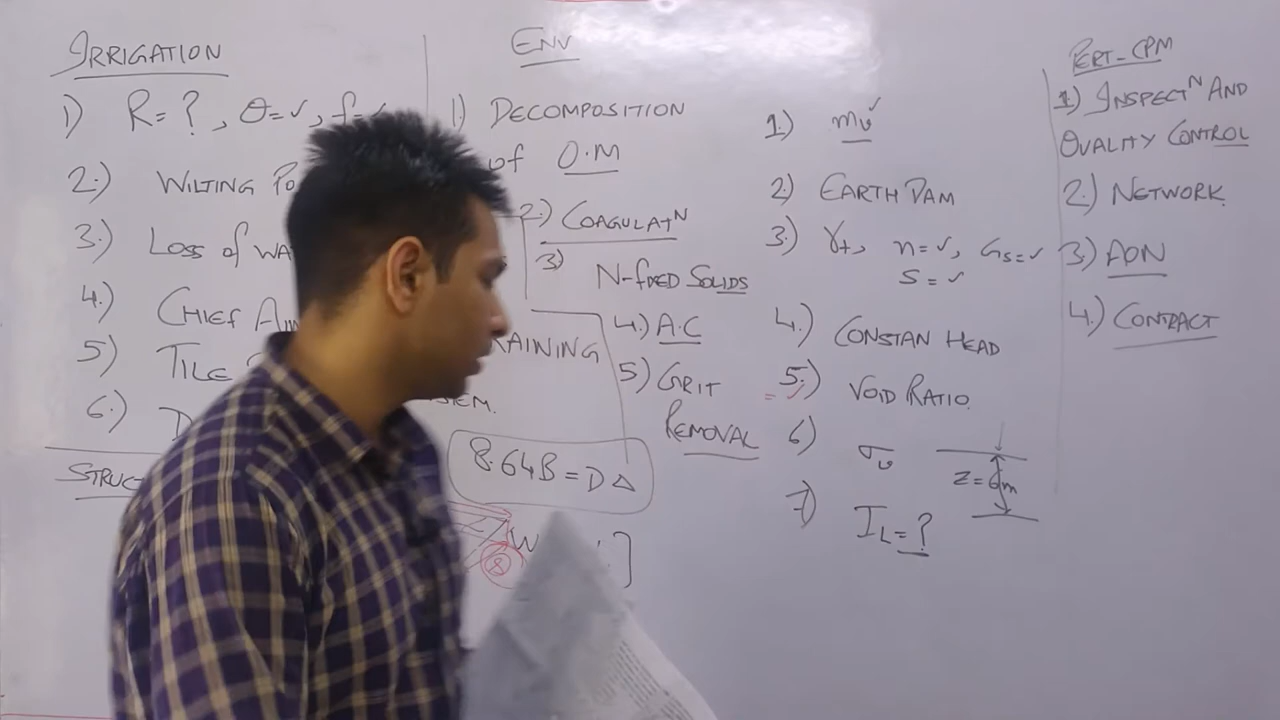 IRRIGATION
1) R=?, θ=✓, f=✓
2.) WILTING PO
3.) LOSS of WA
4.) CHIEF AIM
5) TILE
6.) D
RAINING
STEM.
STRUC
8.64B = DΔ
8
ENV
1.) DECOMPOSITION
of O.M
2.) COAGULATN
3) N-FIXED SOLIDS
4.) A.C
5) GRIT
REMOVAL
1.) mv
2) EARTH DAM
3.) γt, n=✓, Gs=✓
S=✓
4.) CONSTAN HEAD
5.) VOID RATIO.
6) σv
Z=6m
7) IL=?
PERT-CPM
1) INSPECTN AND
QUALITY CONTROL
2.) NETWORK.
3) AON
4.) CONTRACT